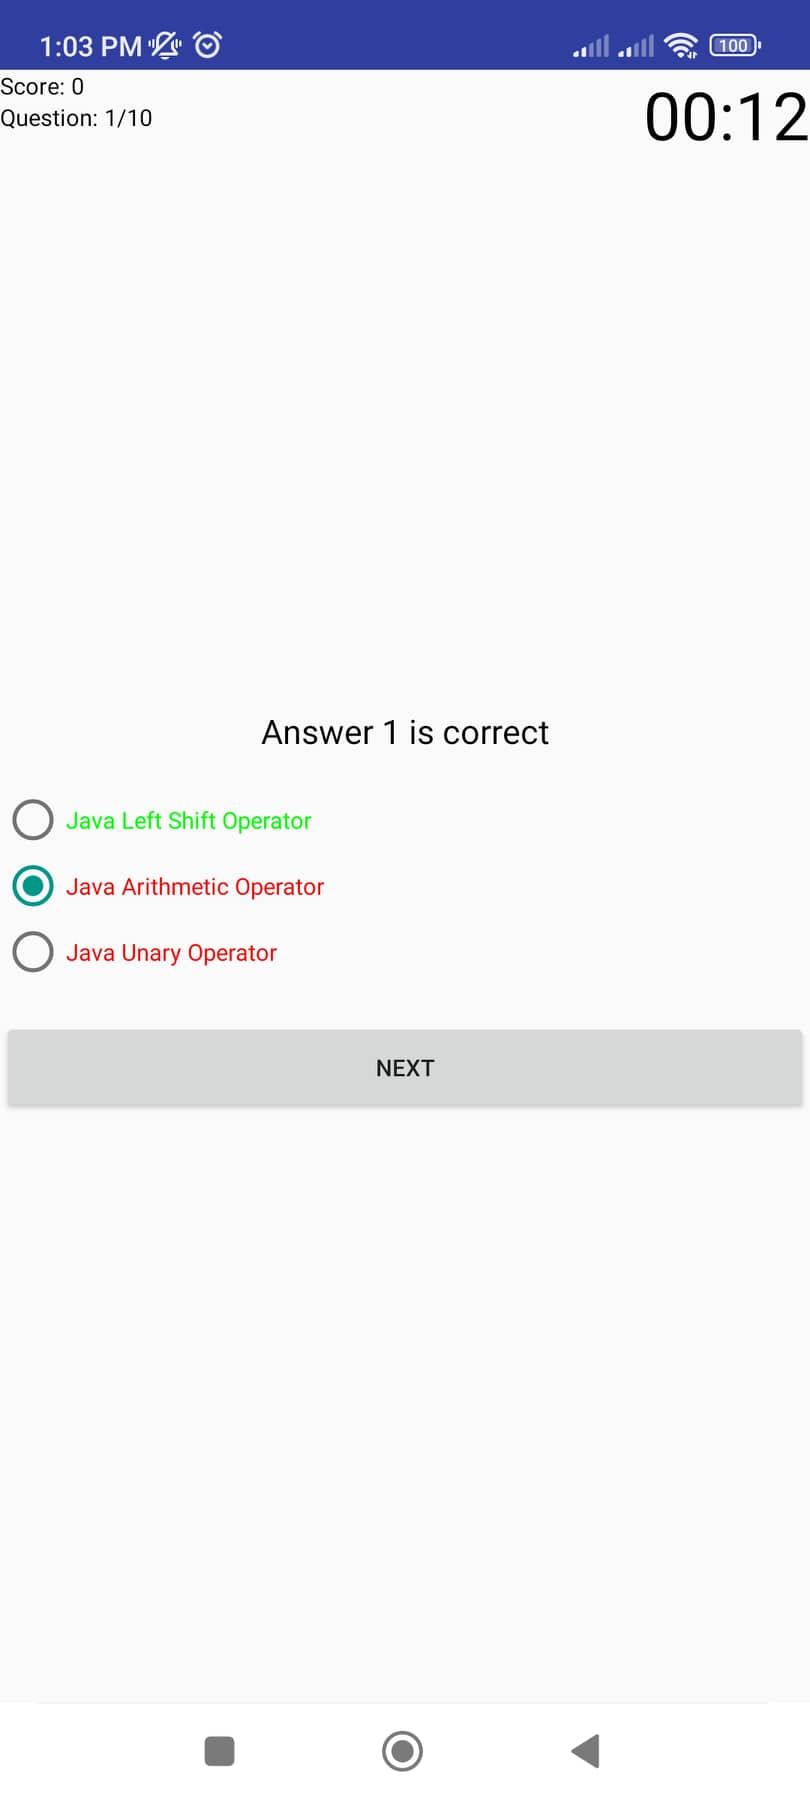 1:03 PM
100
Score: 0
Question: 1/10
00:12
Answer 1 is correct
Java Left Shift Operator
Java Arithmetic Operator
Java Unary Operator
NEXT